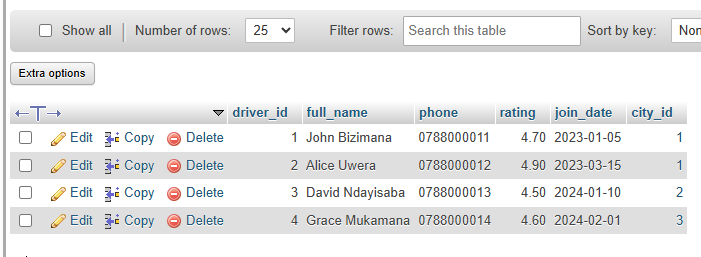 Show all Number of rows: 25 Filter rows: Search this table Sort by key: Non
Extra options
driver_id full_name phone rating join_date city_id
Edit Copy Delete 1 John Bizimana 0788000011 4.70 2023-01-05 1
Edit Copy Delete 2 Alice Uwera 0788000012 4.90 2023-03-15 1
Edit Copy Delete 3 David Ndayisaba 0788000013 4.50 2024-01-10 2
Edit Copy Delete 4 Grace Mukamana 0788000014 4.60 2024-02-01 3